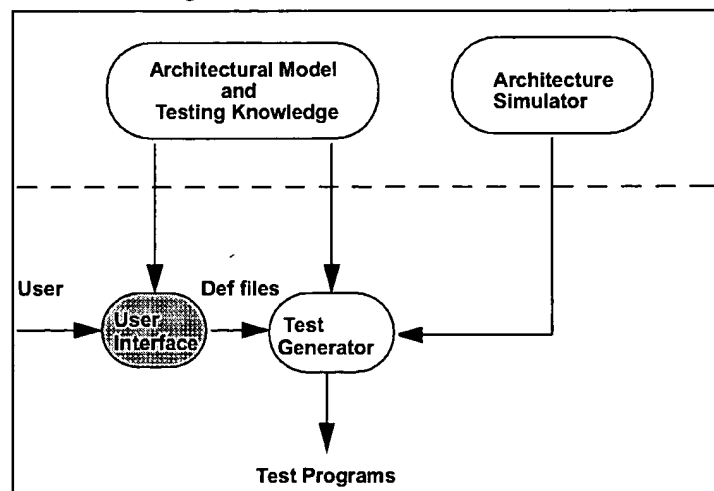 Architectural Model
and
Testing Knowledge
Architecture
Simulator
User
Def files
User
Interface
Test
Generator
Test Programs